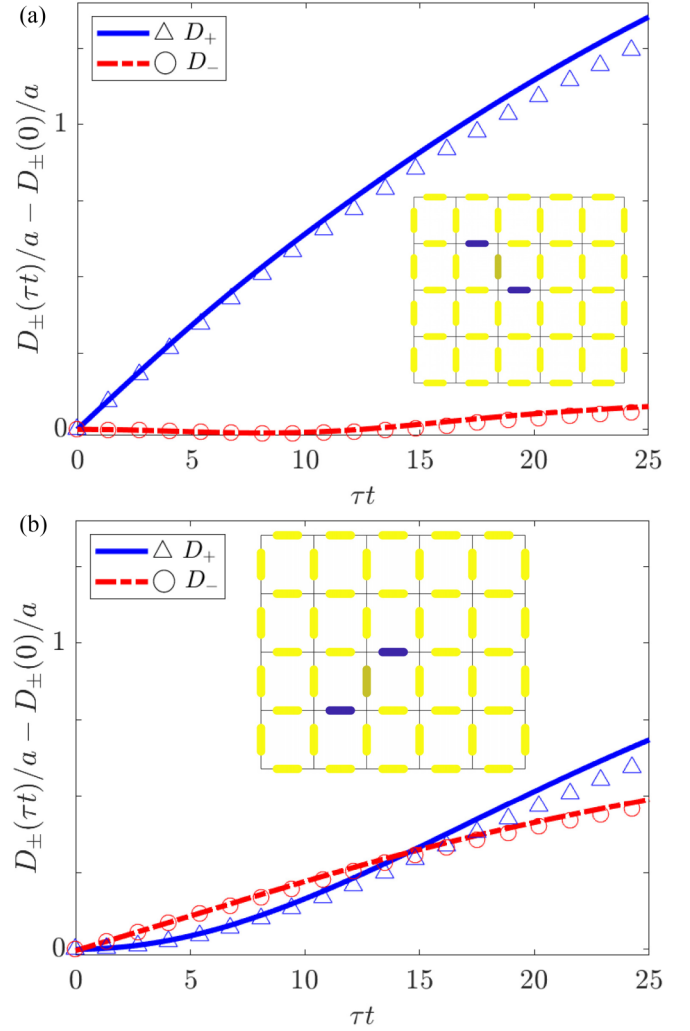 (a)
△ D₊
○ D₋
1
0
D±(τt)/a − D±(0)/a
0 5 10 15 20 25
τt
(b)
△ D₊
○ D₋
1
0
D±(τt)/a − D±(0)/a
0 5 10 15 20 25
τt